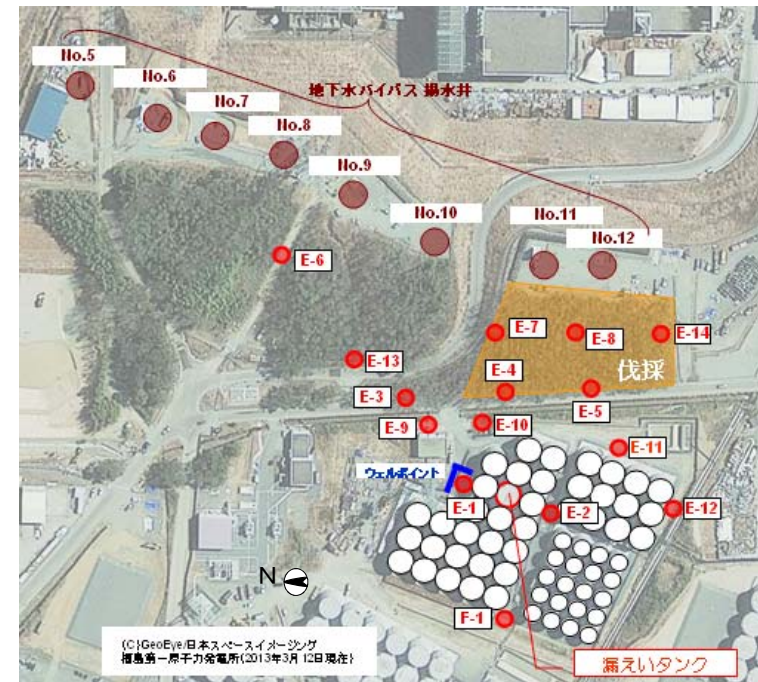 No.5
No.6
No.7
地下水バイパス 揚水井
No.8
No.9
No.10
No.11
No.12
E-6
E-7
E-8
E-14
E-13
伐採
E-4
E-3
E-5
E-9
E-10
E-11
ウェルポイント
E-1
E-2
E-12
N
F-1
(C)GeoEye/日本スペースイメージング
福島第一原子力発電所(2013年3月12日現在)
漏えいタンク